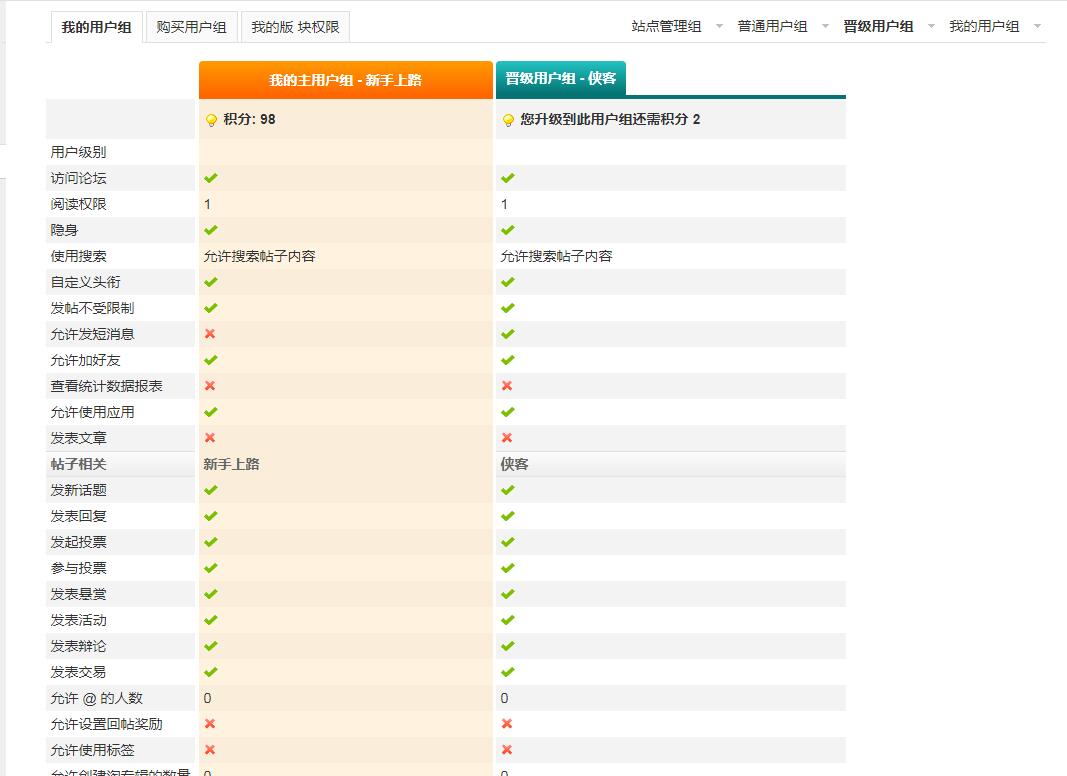 我的用户组 购买用户组 我的版 块权限 站点管理组 普通用户组 晋级用户组 我的用户组
我的主用户组 - 新手上路 晋级用户组 - 侠客
积分: 98 您升级到此用户组还需积分 2
用户级别
访问论坛
阅读权限 1 1
隐身
使用搜索 允许搜索帖子内容 允许搜索帖子内容
自定义头衔
发帖不受限制
允许发短消息
允许加好友
查看统计数据报表
允许使用应用
发表文章
帖子相关 新手上路 侠客
发新话题
发表回复
发起投票
参与投票
发表悬赏
发表活动
发表辩论
发表交易
允许 @ 的人数 0 0
允许设置回帖奖励
允许使用标签
允许创建淘专辑的数量 0 0